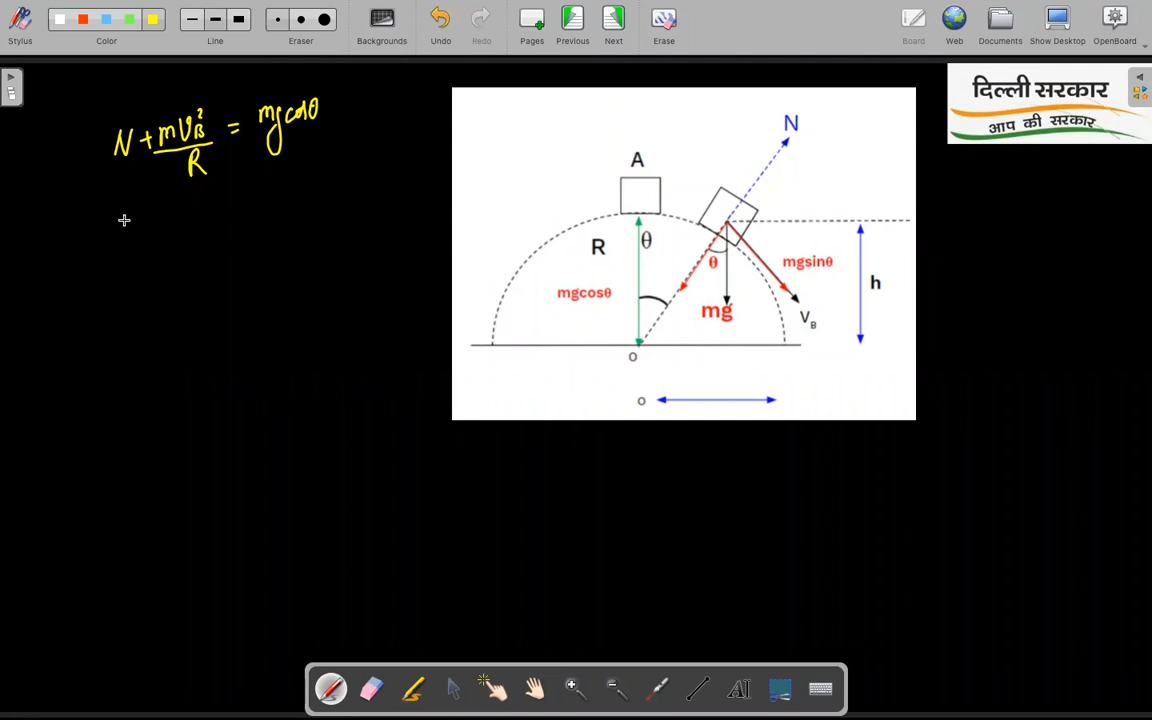 Stylus
Color
Line
Eraser
Backgrounds
Undo
Redo
Pages
Previous
Next
Erase
Board
Web
Documents
Show Desktop
OpenBoard
दिल्ली सरकार
आप की सरकार
N + mV_B²/R = mg cosθ
N
A
θ
R
θ
mgsinθ
mgcosθ
h
mg
V_B
O
O
AI